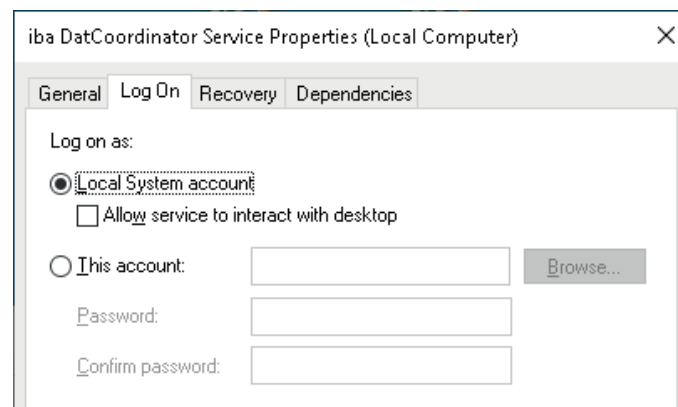 iba DatCoordinator Service Properties (Local Computer)
General Log On Recovery Dependencies
Log on as:
Local System account
Allow service to interact with desktop
This account:
Browse...
Password:
Confirm password: